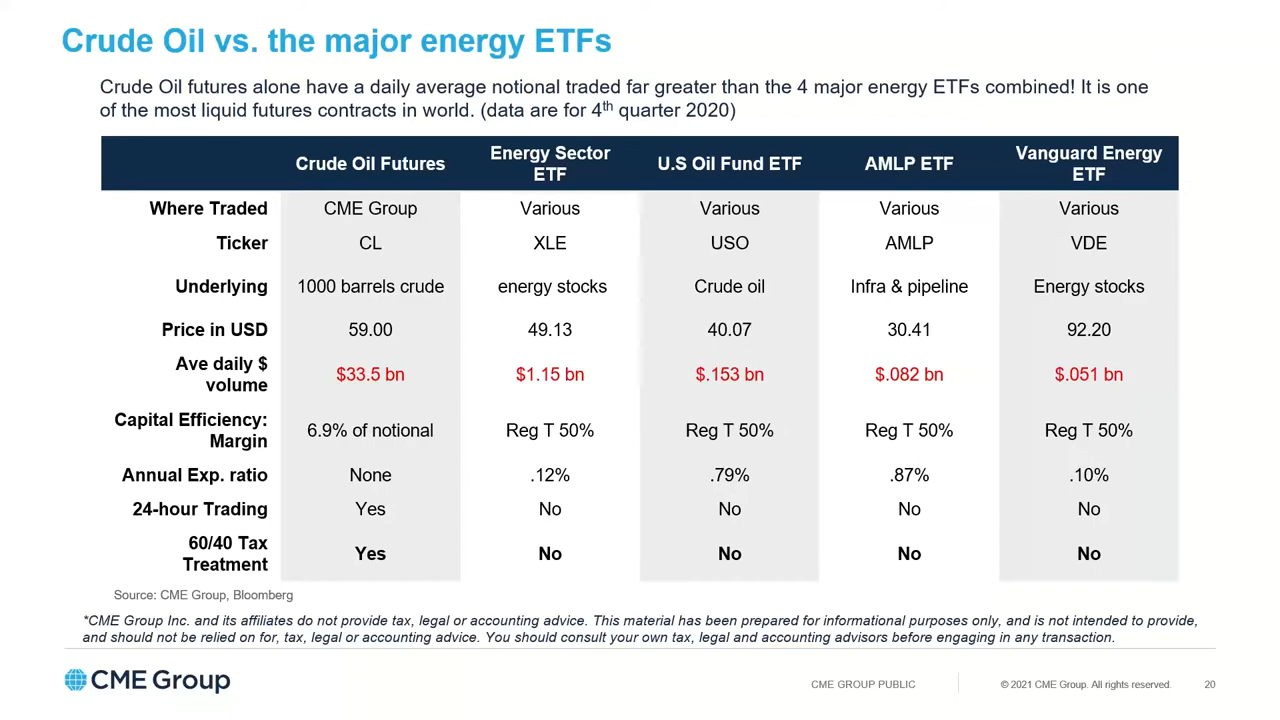 Crude Oil vs. the major energy ETFs
Crude Oil futures alone have a daily average notional traded far greater than the 4 major energy ETFs combined! It is one
of the most liquid futures contracts in world. (data are for 4th quarter 2020)
Crude Oil Futures Energy Sector ETF U.S Oil Fund ETF AMLP ETF Vanguard Energy ETF
Where Traded CME Group Various Various Various Various
Ticker CL XLE USO AMLP VDE
Underlying 1000 barrels crude energy stocks Crude oil Infra & pipeline Energy stocks
Price in USD 59.00 49.13 40.07 30.41 92.20
Ave daily $ volume $33.5 bn $1.15 bn $.153 bn $.082 bn $.051 bn
Capital Efficiency: Margin 6.9% of notional Reg T 50% Reg T 50% Reg T 50% Reg T 50%
Annual Exp. ratio None .12% .79% .87% .10%
24-hour Trading Yes No No No No
60/40 Tax Treatment Yes No No No No
Source: CME Group, Bloomberg
*CME Group Inc. and its affiliates do not provide tax, legal or accounting advice. This material has been prepared for informational purposes only, and is not intended to provide,
and should not be relied on for, tax, legal or accounting advice. You should consult your own tax, legal and accounting advisors before engaging in any transaction.
CME Group
CME GROUP PUBLIC
© 2021 CME Group. All rights reserved.
20